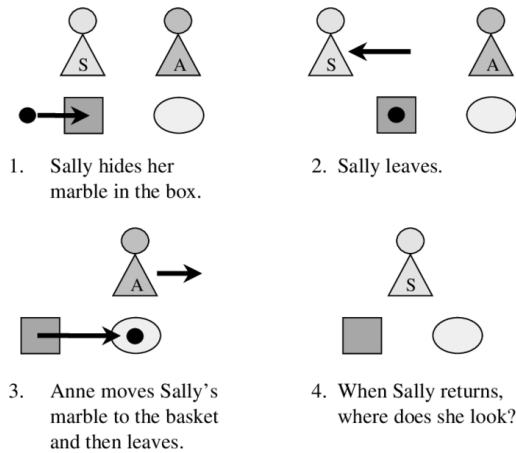 S
A
S
A
1. Sally hides her
marble in the box.
2. Sally leaves.
A
S
3. Anne moves Sally's
marble to the basket
and then leaves.
4. When Sally returns,
where does she look?